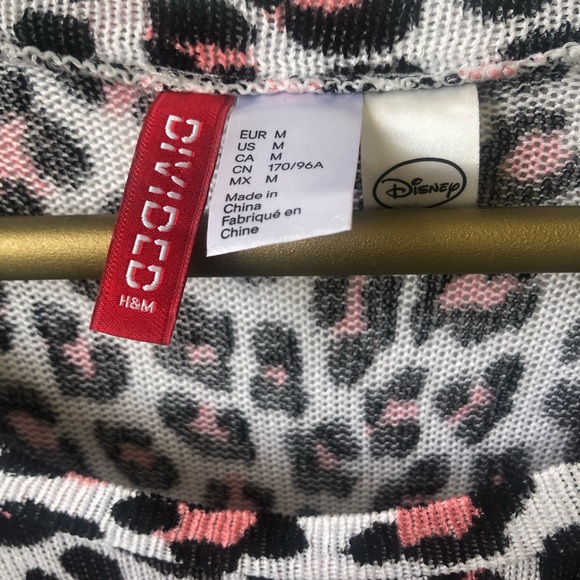 DIVIDED
H&M
EUR M
US M
CA M
CN 170/96A
MX M
Made in
China
Fabriqué en
Chine
Disney